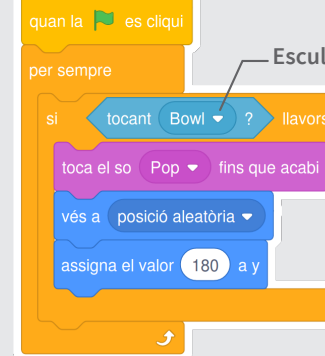 quan la es cliqui
Escul
per sempre
si tocant Bowl ? llavors
toca el so Pop fins que acabi
vés a posició aleatòria
assigna el valor 180 a y